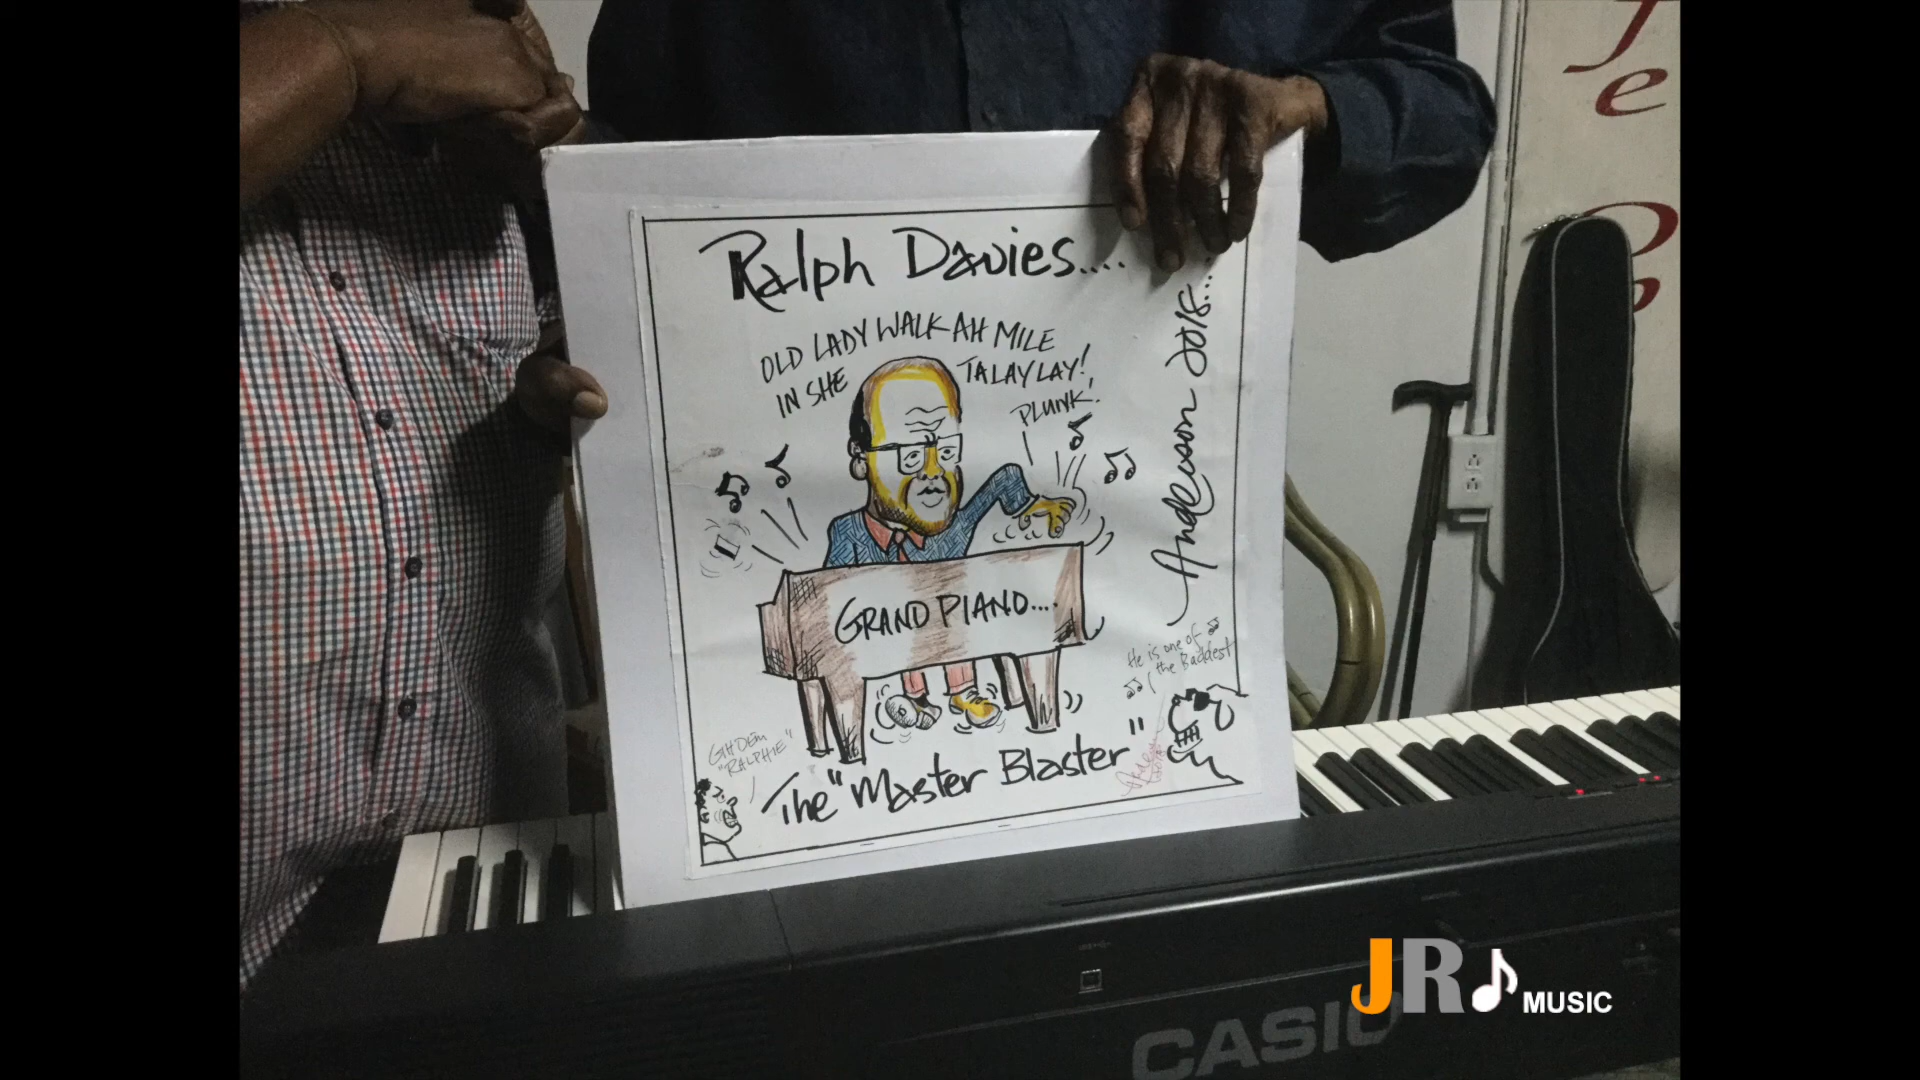 Ralph Davies....
OLD LADY WALK AH MILE
IN SHE TALAYLAY!
PLUNK!
Anderson 2018...
GRAND PIANO....
He is one of
the Baddest
GH'DEM
"RALPHIE"
The "Master Blaster"
Anderson
CASIO
JR MUSIC